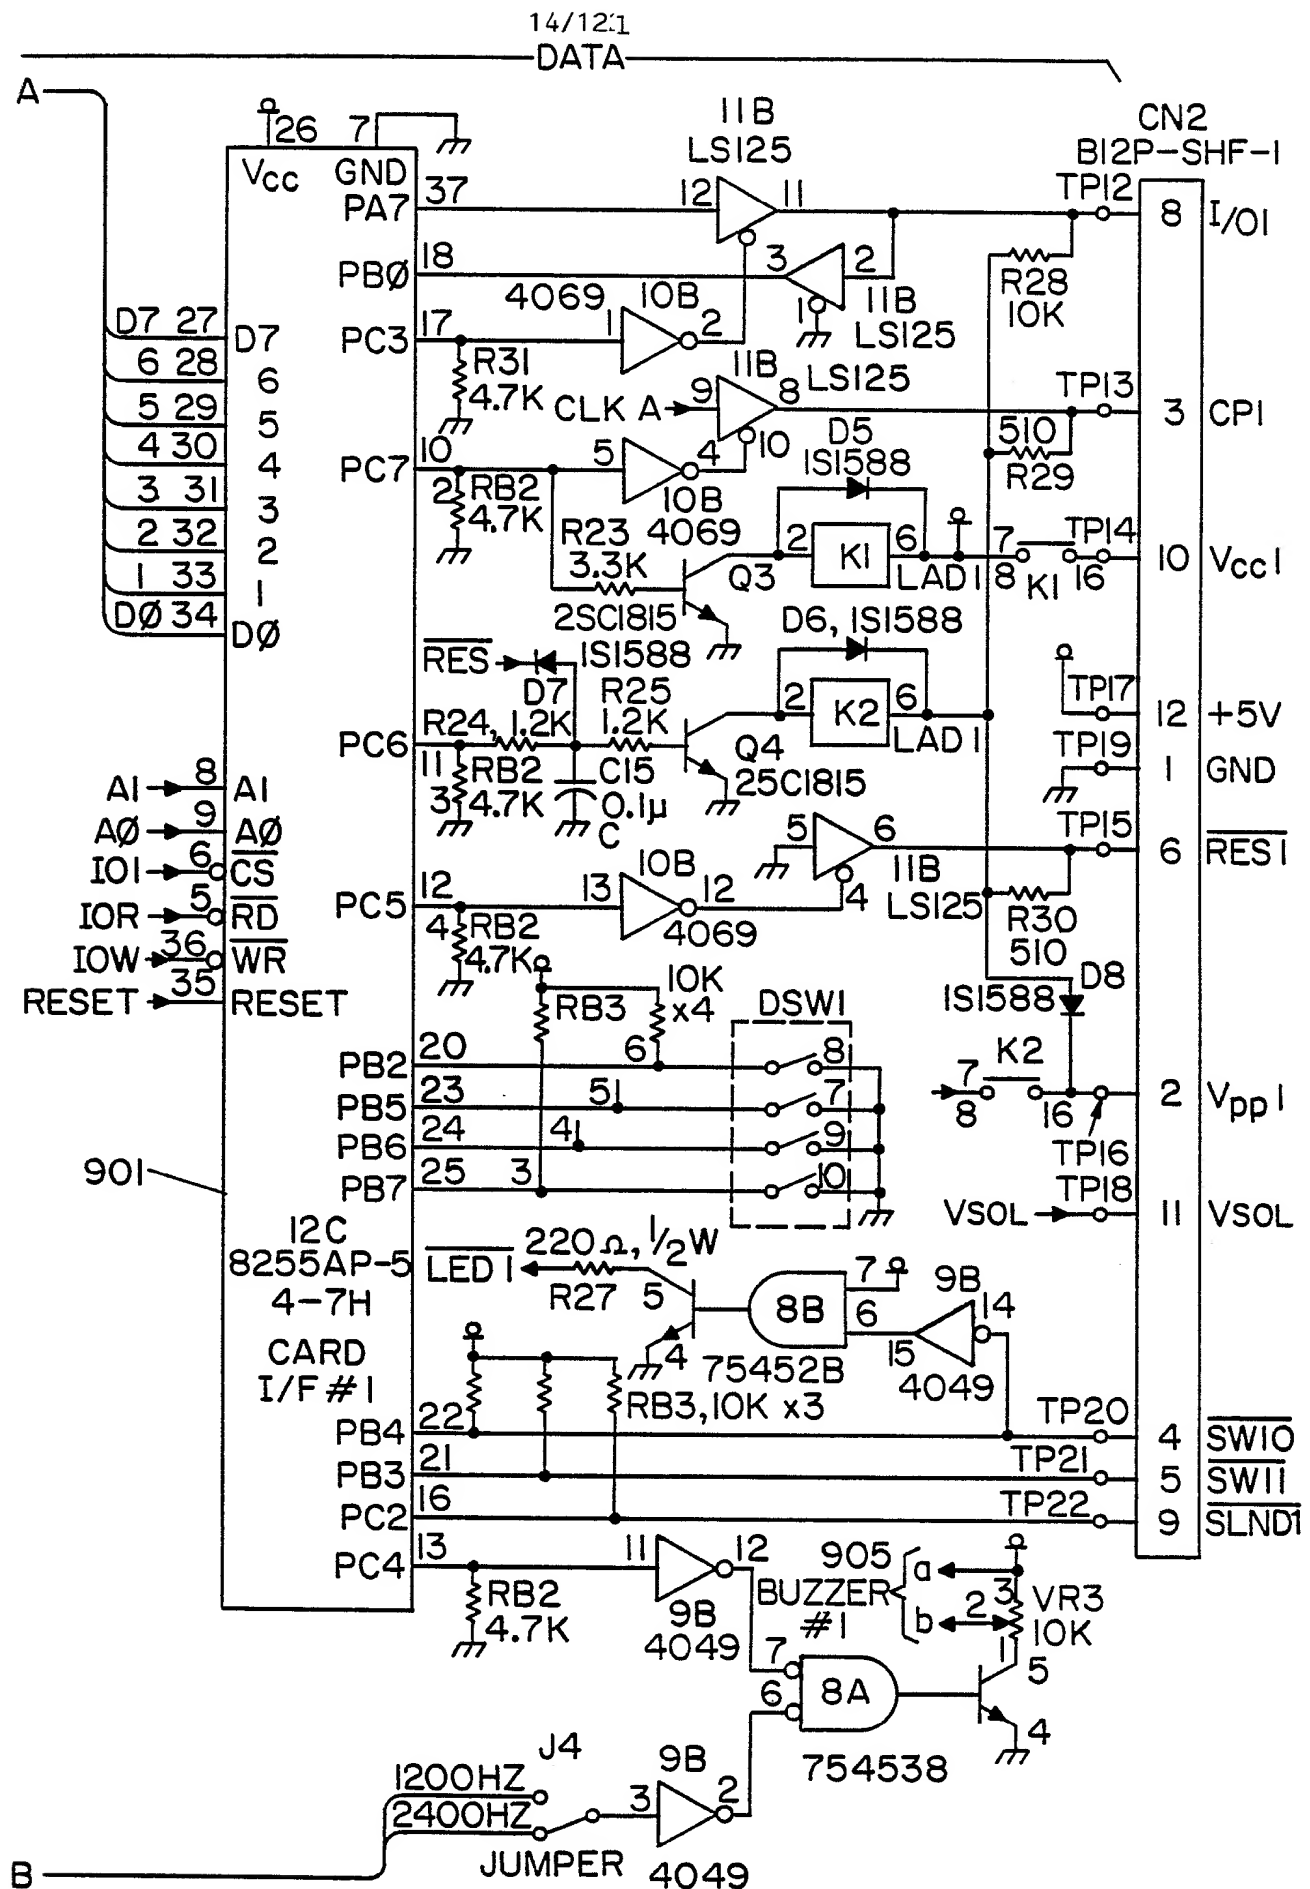 14/121
DATA
A
26 7
Vcc GND
11B
LS125
CN2
B12P-SHF-1
PA7 37 12 11 TP12 8 I/O1
PBØ 18 3 2
1
11B
LS125
R28
10K
4069 10B
PC3 17 1 2
R31
4.7K
D7 27 D7
6 28 6
5 29 5
4 30 4
3 31 3
2 32 2
1 33 1
DØ 34 DØ
11B
LS125
CLK A 9 8 TP13 3 CP1
10
510
R29
PC7 10 5 4
2 RB2
4.7K
10B
4069
D5
1S1588
R23
3.3K
2SC1815
Q3
2 K1 6
LAD1
7
8 K1 16
TP14 10 Vcc1
D6, 1S1588
RES
D7
1S1588
R24, 1.2K
R25
1.2K
PC6
11
3 RB2
4.7K
C15
0.1µ
C
Q4
25C1815
2 K2 6
LAD1
TP17 12 +5V
TP19 1 GND
A1 8 A1
AØ 9 AØ
IO1 6 CS
IOR 5 RD
IOW 36 WR
RESET 35 RESET
5 6
4
11B
LS125
TP15 6 RES1
R30
510
PC5 12 13 10B 12
4069
4 RB2
4.7K
D8
1S1588
RB3
10K
x4
DSW1
PB2 20 6 8
PB5 23 5 7
PB6 24 4 9
PB7 25 3 10
7
8 K2 16
TP16
2 Vpp1
VSOL TP18 11 VSOL
901
12C
8255AP-5
4-7H
CARD
I/F #1
LED1
220Ω, ½W
R27
5
4
8B
75452B
7
6
9B
14
15
4049
RB3, 10K x3
PB4 22 TP20 4 SW10
PB3 21 TP21 5 SW11
PC2 16 TP22 9 SLND1
PC4 13 11 12
RB2
4.7K
9B
4049
905
BUZZER
#1
a
b
3
2
1
VR3
10K
7
6 8A
754538
5
4
J4
1200HZ
2400HZ
JUMPER
9B
3 2
4049
B